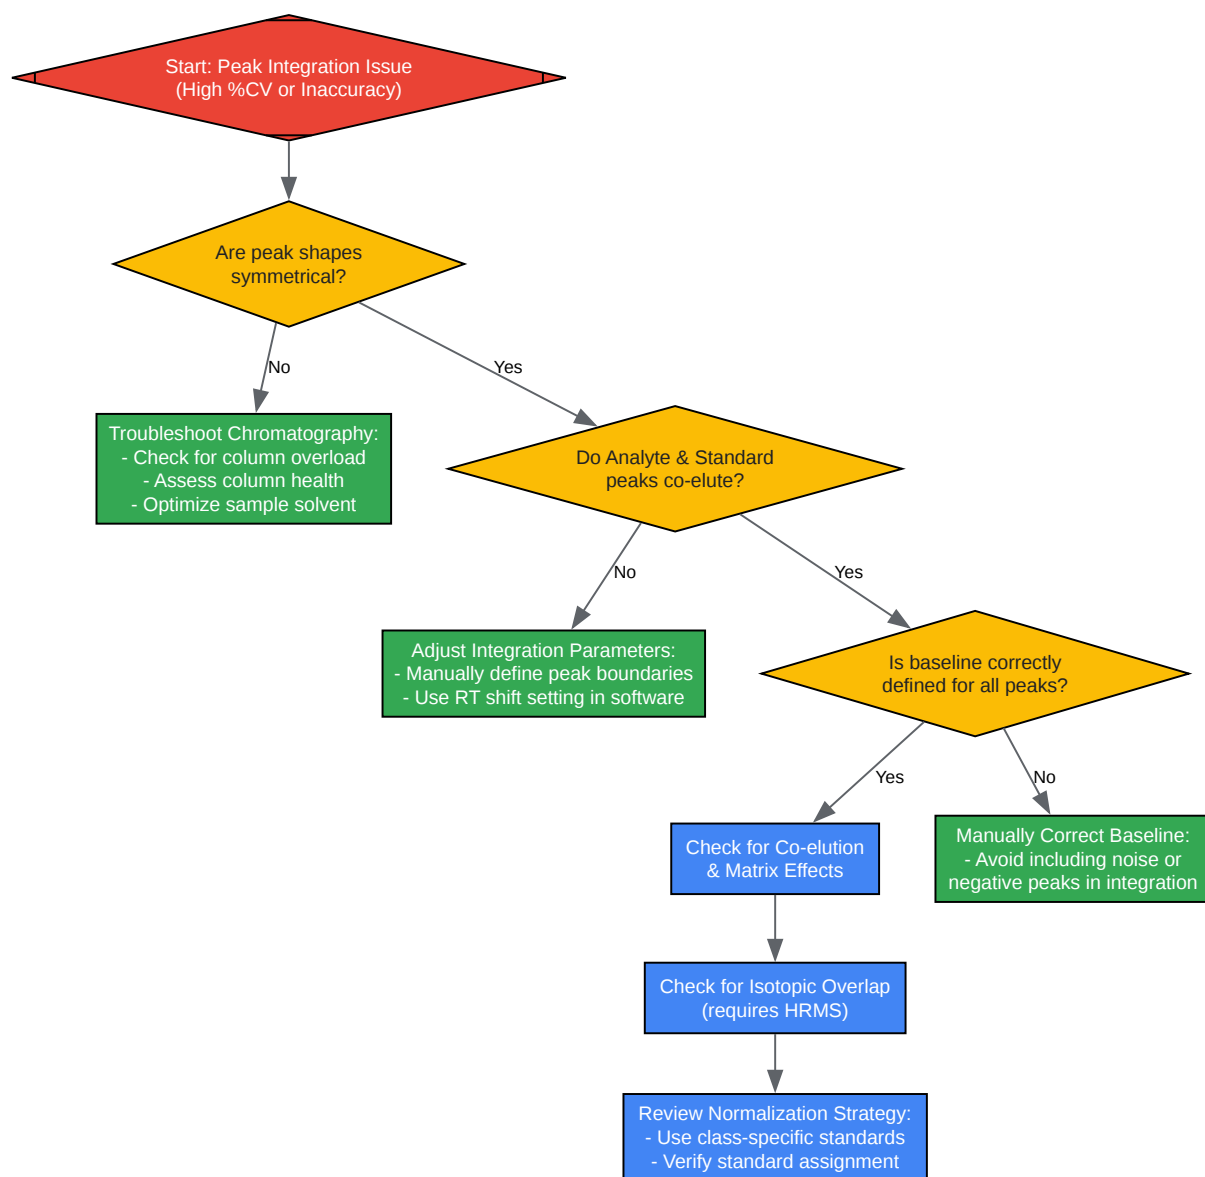 Start: Peak Integration Issue
(High %CV or Inaccuracy)
Are peak shapes
symmetrical?
No
Yes
Troubleshoot Chromatography:
- Check for column overload
- Assess column health
- Optimize sample solvent
Do Analyte & Standard
peaks co-elute?
No
Yes
Adjust Integration Parameters:
- Manually define peak boundaries
- Use RT shift setting in software
Is baseline correctly
defined for all peaks?
Yes
No
Check for Co-elution
& Matrix Effects
Manually Correct Baseline:
- Avoid including noise or
negative peaks in integration
Check for Isotopic Overlap
(requires HRMS)
Review Normalization Strategy:
- Use class-specific standards
- Verify standard assignment